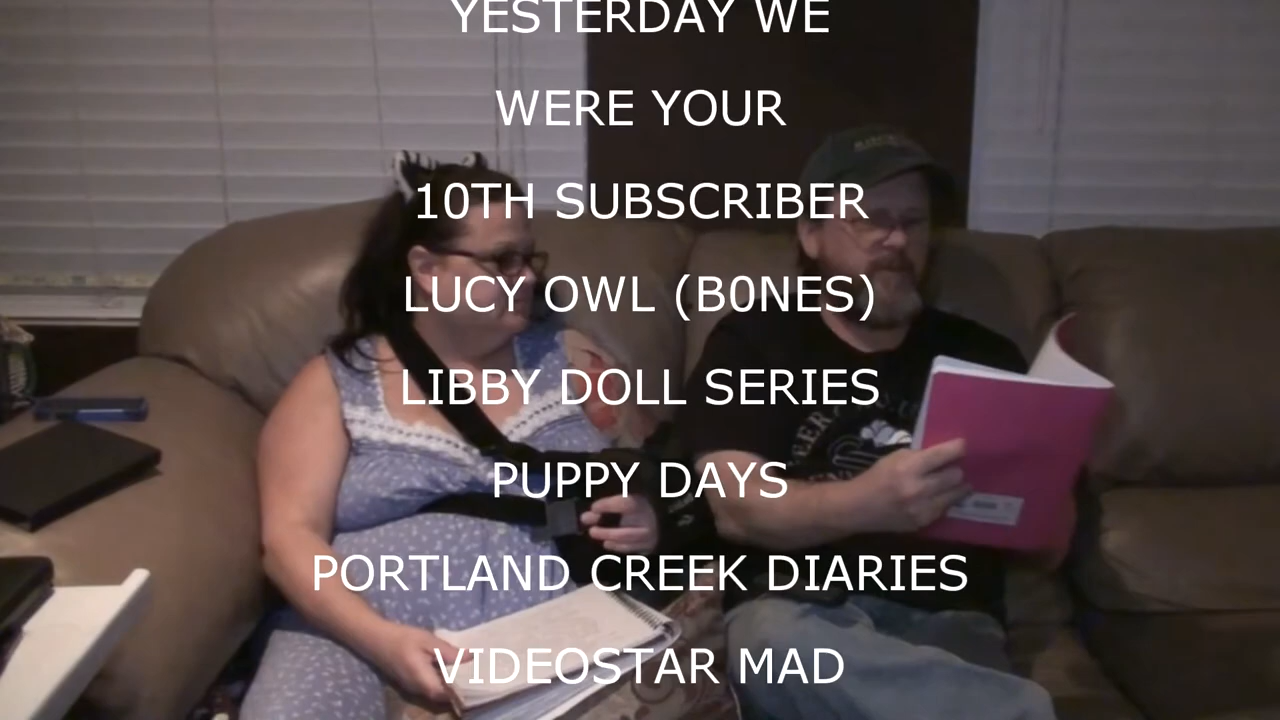 YESTERDAY WE
WERE YOUR
10TH SUBSCRIBER
LUCY OWL (B0NES)
LIBBY DOLL SERIES
PUPPY DAYS
PORTLAND CREEK DIARIES
VIDEOSTAR MAD